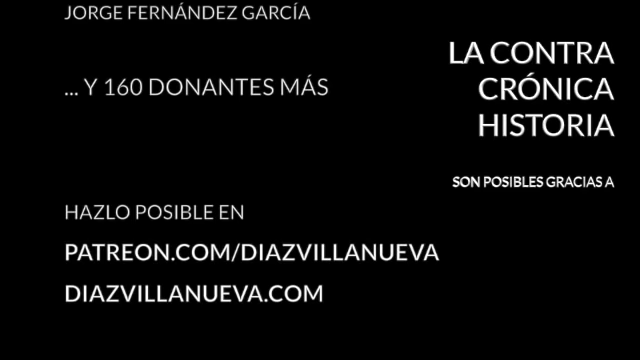 JORGE FERNÁNDEZ GARCÍA
... Y 160 DONANTES MÁS
HAZLO POSIBLE EN
PATREON.COM/DIAZVILLANUEVA
DIAZVILLANUEVA.COM
LA CONTRA
CRÓNICA
HISTORIA
SON POSIBLES GRACIAS A